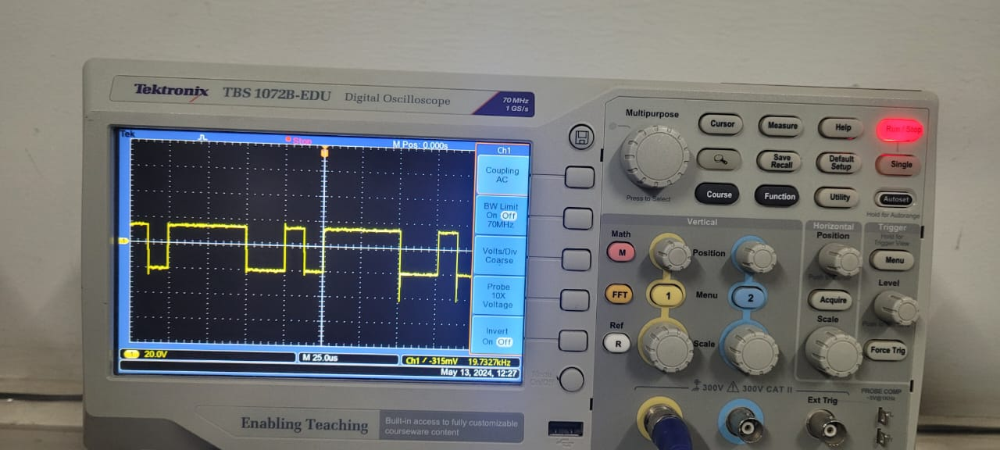 Tektronix TBS 1072B-EDU Digital Oscilloscope
70 MHz
1 GS/s
Tek
Stop
M Pos: 0.000s
Ch1
Coupling
AC
BW Limit
On Off
70MHz
Volts/Div
Coarse
Probe
10X
Voltage
Invert
On Off
1 20.0V
M 25.0us
Ch1 / -315mV 19.7327kHz
May 13, 2024, 12:27
Enabling Teaching
Built-in access to fully customizable
courseware content
Multipurpose
Press to Select
Cursor
Measure
Help
Run / Stop
Save
Recall
Default
Setup
Single
Course
Function
Utility
Autoset
Hold for Autorange
Vertical
Horizontal
Trigger
Hold for
Trigger View
Math
M
Position
Position
Menu
FFT
1
Menu
2
Acquire
Level
Ref
R
Scale
Scale
Force Trig
300V
300V CAT II
Ext Trig
PROBE COMP
~5V@1KHz